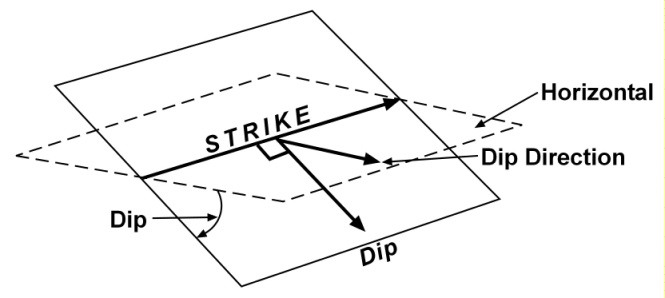 Horizontal
STRIKE
Dip Direction
Dip
Dip